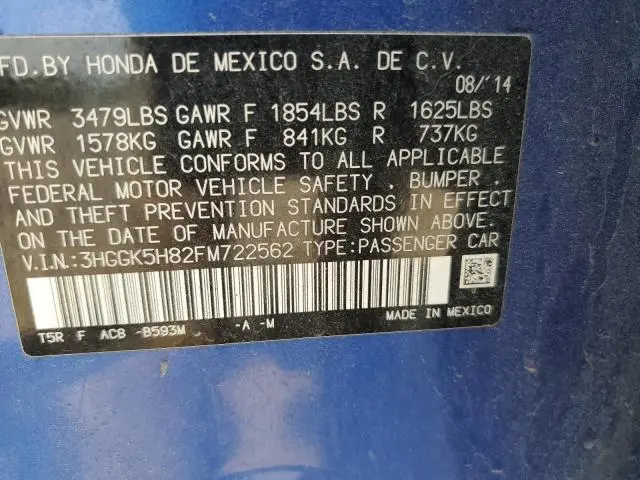 FD. BY HONDA DE MEXICO S.A. DE C.V.
08/'14
GVWR 3479LBS GAWR F 1854LBS R 1625LBS
GVWR 1578KG GAWR F 841KG R 737KG
THIS VEHICLE CONFORMS TO ALL APPLICABLE
FEDERAL MOTOR VEHICLE SAFETY , BUMPER ,
AND THEFT PREVENTION STANDARDS IN EFFECT
ON THE DATE OF MANUFACTURE SHOWN ABOVE.
V.I.N.:3HGGK5H82FM722562 TYPE:PASSENGER CAR
T5R F AC8 -B593M -A -M
MADE IN MEXICO